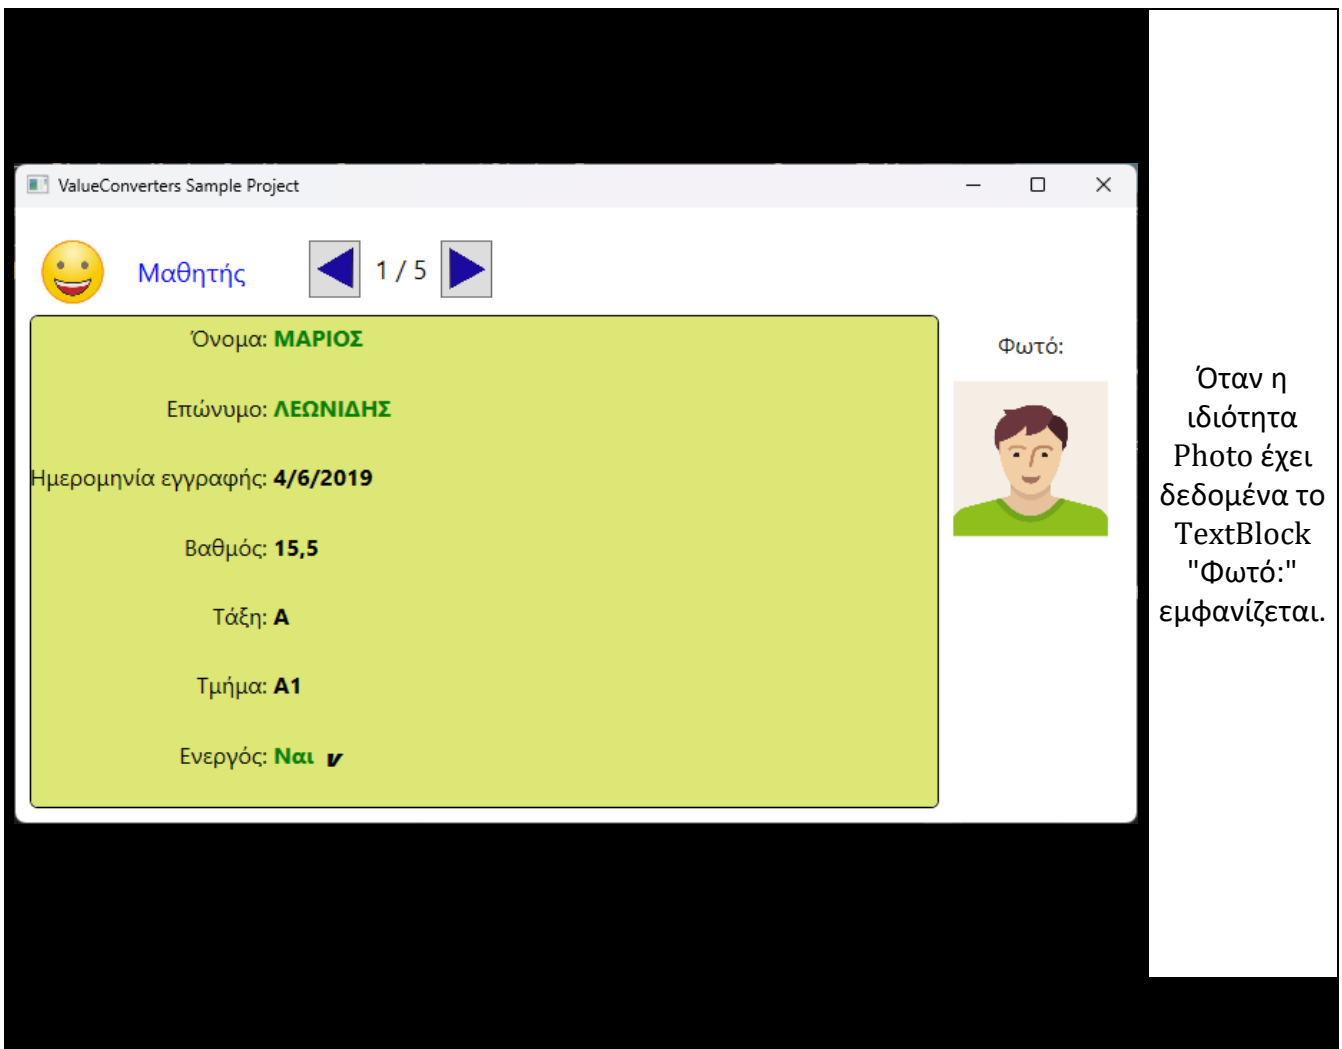 ValueConverters Sample Project
Μαθητής
1 / 5
Όνομα: ΜΑΡΙΟΣ
Επώνυμο: ΛΕΩΝΙΔΗΣ
Ημερομηνία εγγραφής: 4/6/2019
Βαθμός: 15,5
Τάξη: Α
Τμήμα: Α1
Ενεργός: Ναι v
Φωτό:
Όταν η
ιδιότητα
Photo έχει
δεδομένα το
TextBlock
"Φωτό:"
εμφανίζεται.